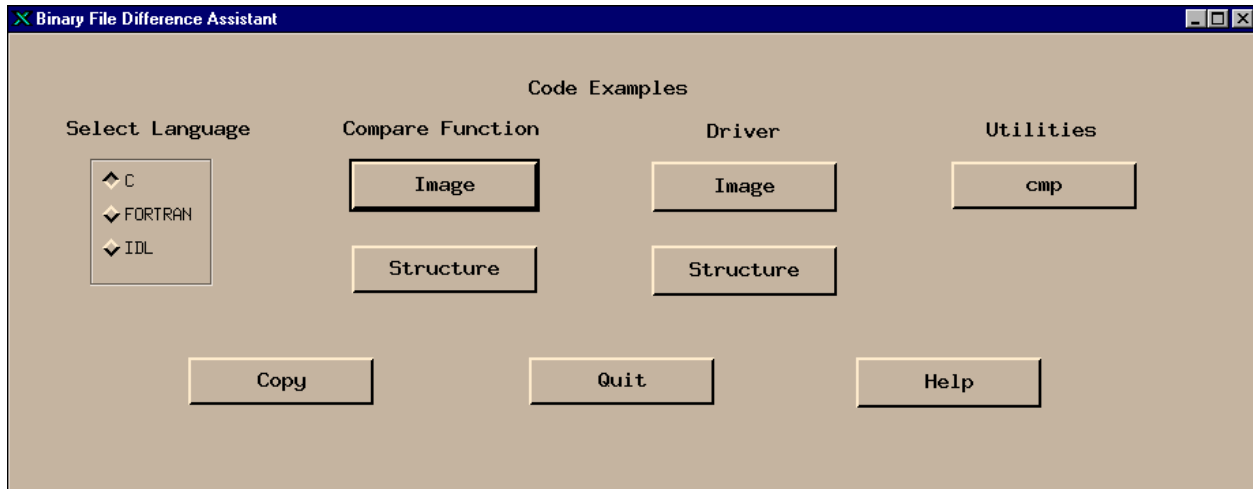 Binary File Difference Assistant
Code Examples
Select Language
Compare Function
Driver
Utilities
C
FORTRAN
IDL
Image
Structure
Image
Structure
cmp
Copy
Quit
Help